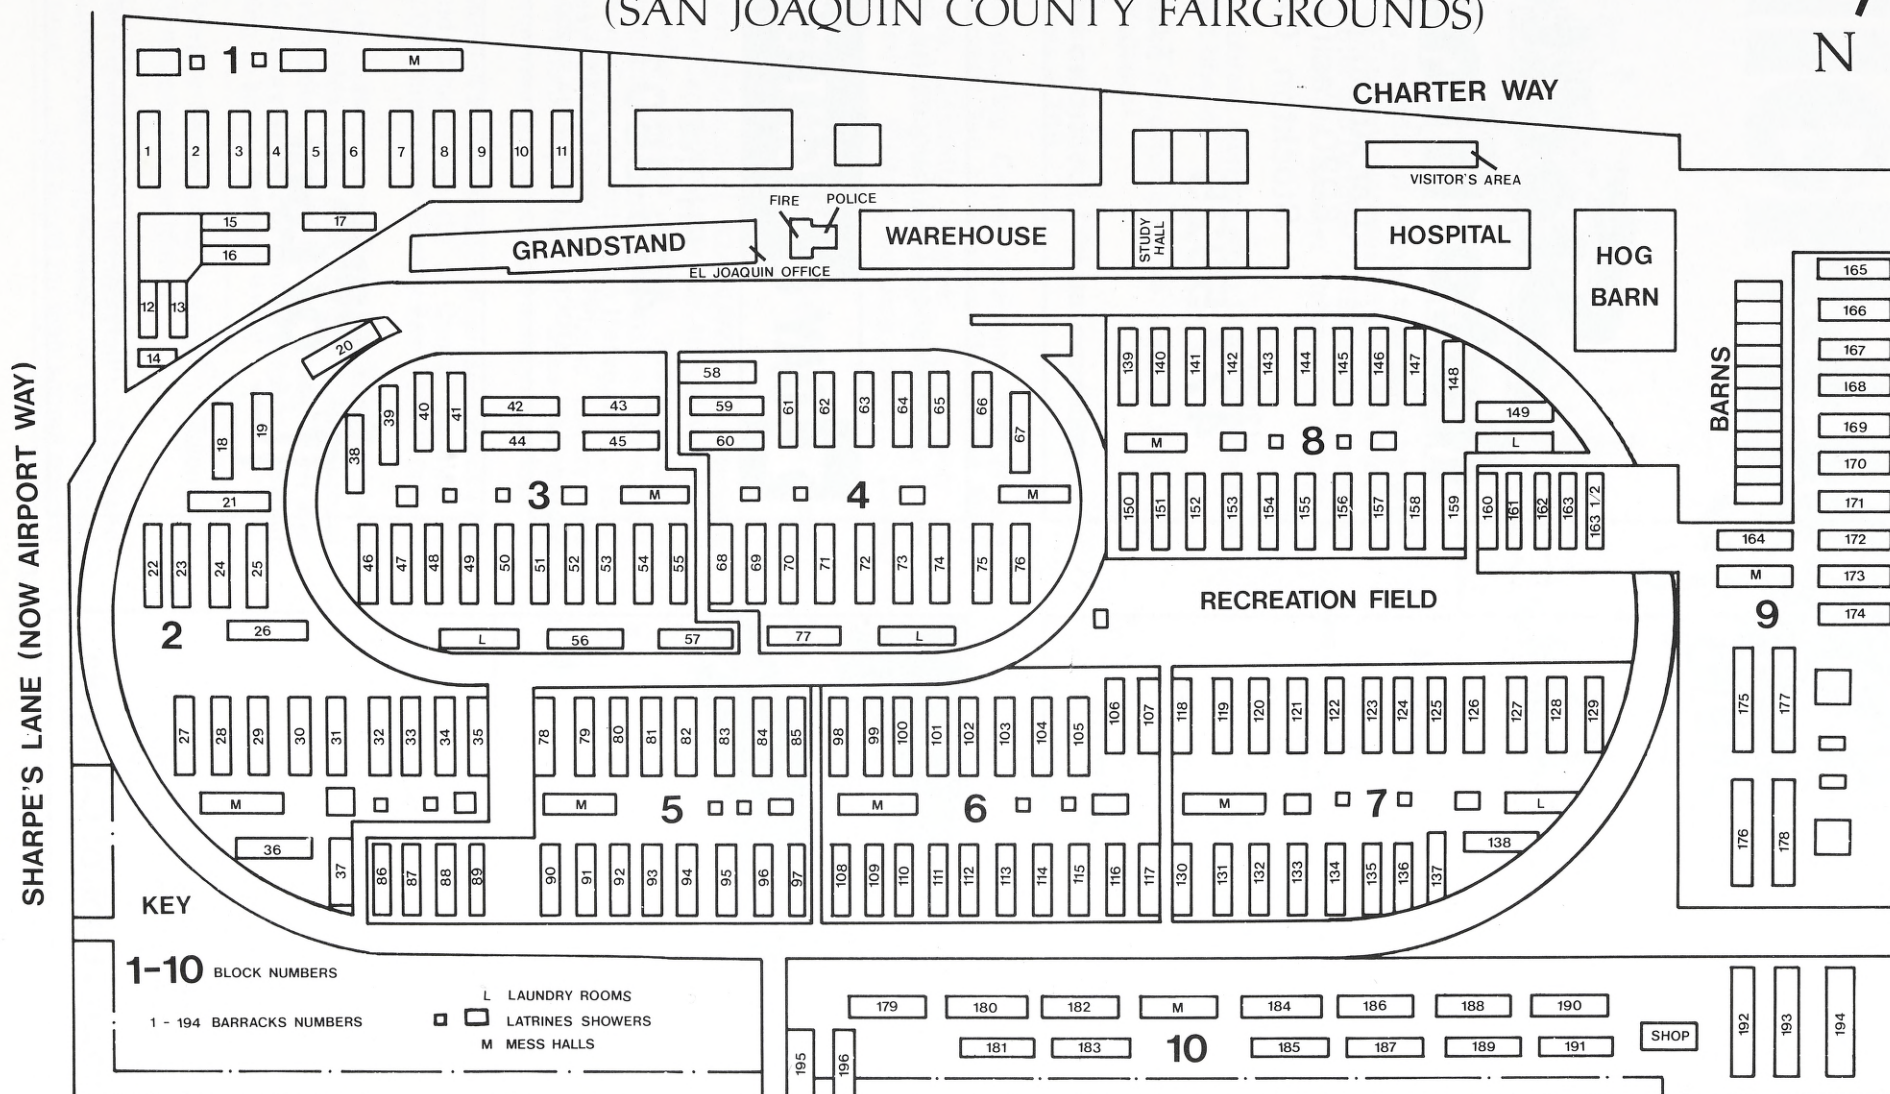 (SAN JOAQUIN COUNTY FAIRGROUNDS)
N
CHARTER WAY
1 M
1 2 3 4 5 6 7 8 9 10 11
VISITOR'S AREA
15 17
16
12 13
14
FIRE POLICE
GRANDSTAND
EL JOAQUIN OFFICE
WAREHOUSE
STUDY
HALL
HOSPITAL
HOG
BARN
BARNS
165
166
167
168
169
170
171
172
173
174
SHARPE'S LANE (NOW AIRPORT WAY)
20
18 19
21
22 23 24 25
2
26
27 28 29 30 31 32 33 34 35
M
36
37
38 39 40 41 42 43
44 45
3 M
46 47 48 49 50 51 52 53 54 55
L 56 57
58
59
60
61 62 63 64 65 66 67
4 M
68 69 70 71 72 73 74 75 76
77 L
139 140 141 142 143 144 145 146 147 148
149
M 8 L
150 151 152 153 154 155 156 157 158 159 160 161 162 163 163 1/2
RECREATION FIELD
164
M
9
175 177
176 178
78 79 80 81 82 83 84 85
M 5
86 87 88 89 90 91 92 93 94 95 96 97
98 99 100 101 102 103 104 105 106 107
M 6
108 109 110 111 112 113 114 115 116 117
118 119 120 121 122 123 124 125 126 127 128 129
M 7 L
130 131 132 133 134 135 136 137 138
KEY
1-10 BLOCK NUMBERS
1 - 194 BARRACKS NUMBERS
L LAUNDRY ROOMS
LATRINES SHOWERS
M MESS HALLS
179 180 182 M 184 186 188 190
181 183 10 185 187 189 191
SHOP
192 193 194
195 196